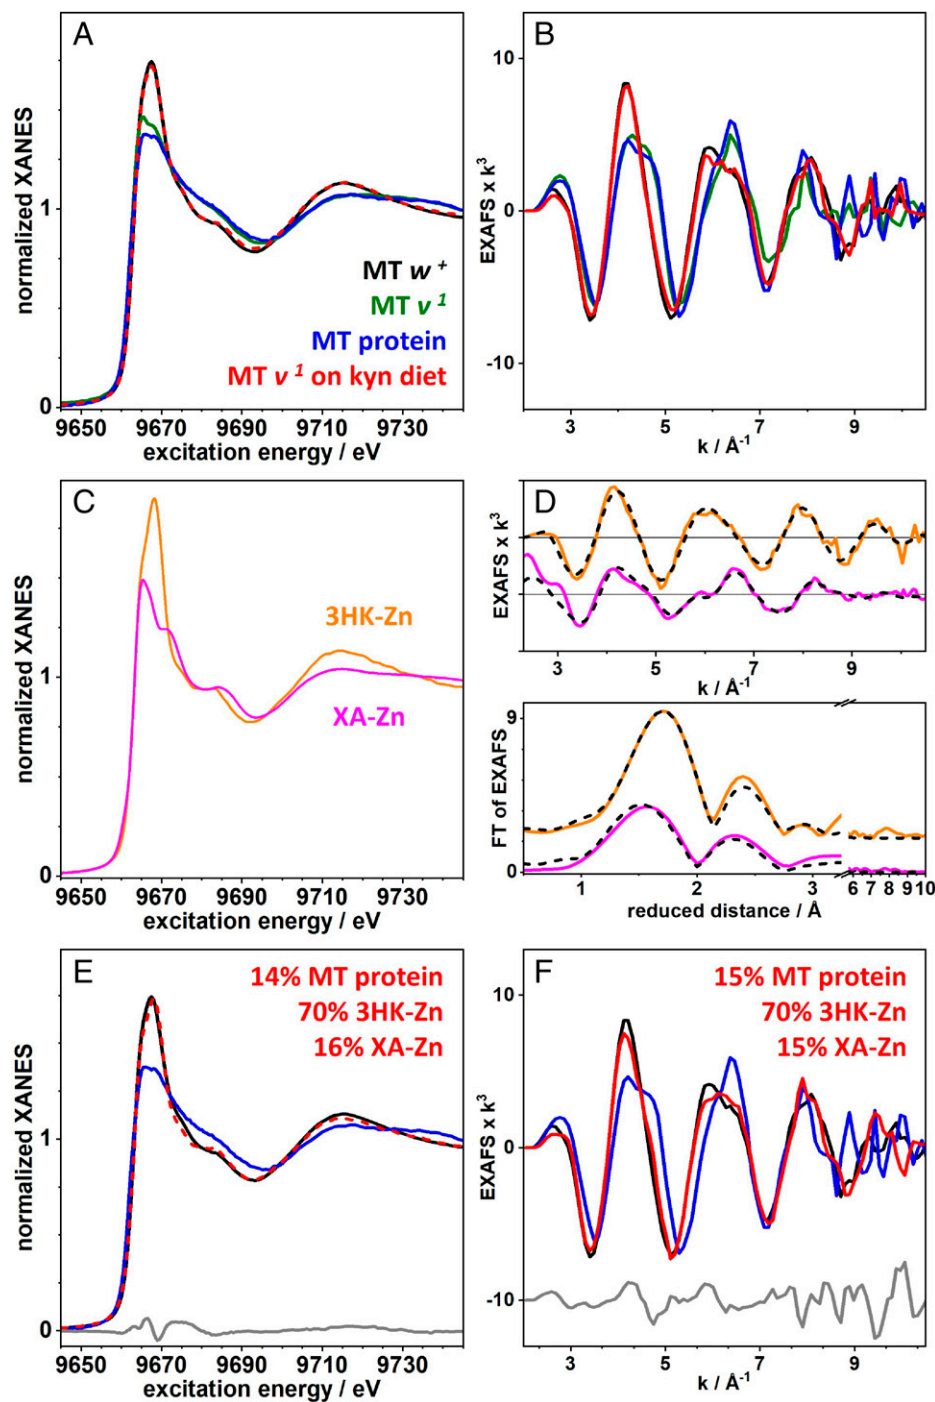 A
normalized XANES
1
0
MT w +
MT v 1
MT protein
MT v 1 on kyn diet
9650 9670 9690 9710 9730
excitation energy / eV
B
EXAFS x k3
10
0
-10
3 5 7 9
k / Å-1
C
normalized XANES
1
0
3HK-Zn
XA-Zn
9650 9670 9690 9710 9730
excitation energy / eV
D
EXAFS x k3
3 5 7 9
k / Å-1
FT of EXAFS
9
0
1 2 3 6 7 8 9 10
reduced distance / Å
E
14% MT protein
70% 3HK-Zn
16% XA-Zn
normalized XANES
1
0
9650 9670 9690 9710 9730
excitation energy / eV
F
15% MT protein
70% 3HK-Zn
15% XA-Zn
EXAFS x k3
10
0
-10
3 5 7 9
k / Å-1